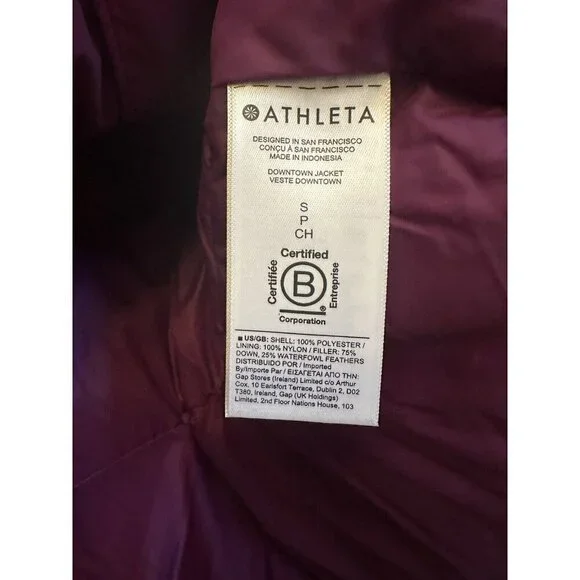 ATHLETA
DESIGNED IN SAN FRANCISCO
CONÇU À SAN FRANCISCO
MADE IN INDONESIA
DOWNTOWN JACKET
VESTE DOWNTOWN
S
P
CH
Certified
Certifiée
B
Entreprise
®
Corporation
■ US/GB: SHELL: 100% POLYESTER /
LINING: 100% NYLON / FILLER: 75%
DOWN, 25% WATERFOWL FEATHERS
DISTRIBUIDO POR / Imported
By/Importe Par / ΕΙΣΑΓΕΤΑΙ ΑΠΟ ΤΗΝ:
Gap Stores (Ireland) Limited c/o Arthur
Cox, 10 Earlsfort Terrace, Dublin 2, D02
T380, Ireland, Gap (UK Holdings)
Limited, 2nd Floor Nations House, 103